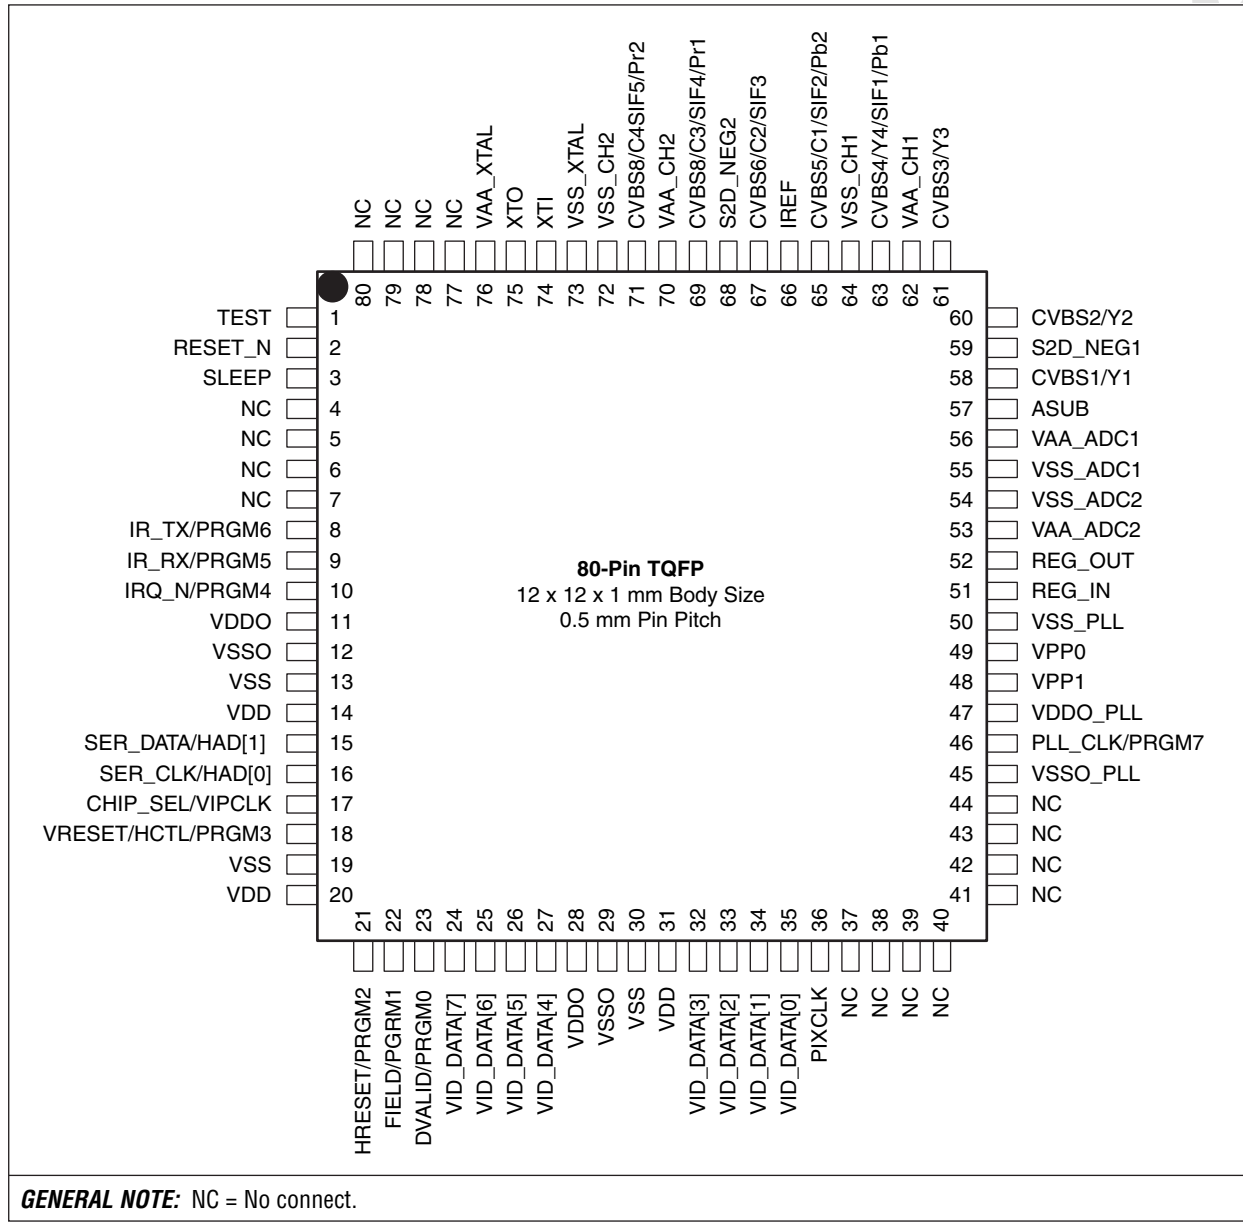 NC
NC
NC
NC
VAA_XTAL
XTO
XTI
VSS_XTAL
VSS_CH2
CVBS8/C4SIF5/Pr2
VAA_CH2
CVBS8/C3/SIF4/Pr1
S2D_NEG2
CVBS6/C2/SIF3
IREF
CVBS5/C1/SIF2/Pb2
VSS_CH1
CVBS4/Y4/SIF1/Pb1
VAA_CH1
CVBS3/Y3
80
79
78
77
76
75
74
73
72
71
70
69
68
67
66
65
64
63
62
61
TEST 1
RESET_N 2
SLEEP 3
NC 4
NC 5
NC 6
NC 7
IR_TX/PRGM6 8
IR_RX/PRGM5 9
IRQ_N/PRGM4 10
VDDO 11
VSSO 12
VSS 13
VDD 14
SER_DATA/HAD[1] 15
SER_CLK/HAD[0] 16
CHIP_SEL/VIPCLK 17
VRESET/HCTL/PRGM3 18
VSS 19
VDD 20
80-Pin TQFP
12 x 12 x 1 mm Body Size
0.5 mm Pin Pitch
60 CVBS2/Y2
59 S2D_NEG1
58 CVBS1/Y1
57 ASUB
56 VAA_ADC1
55 VSS_ADC1
54 VSS_ADC2
53 VAA_ADC2
52 REG_OUT
51 REG_IN
50 VSS_PLL
49 VPP0
48 VPP1
47 VDDO_PLL
46 PLL_CLK/PRGM7
45 VSSO_PLL
44 NC
43 NC
42 NC
41 NC
21
22
23
24
25
26
27
28
29
30
31
32
33
34
35
36
37
38
39
40
HRESET/PRGM2
FIELD/PGRM1
DVALID/PRGM0
VID_DATA[7]
VID_DATA[6]
VID_DATA[5]
VID_DATA[4]
VDDO
VSSO
VSS
VDD
VID_DATA[3]
VID_DATA[2]
VID_DATA[1]
VID_DATA[0]
PIXCLK
NC
NC
NC
NC
GENERAL NOTE: NC = No connect.